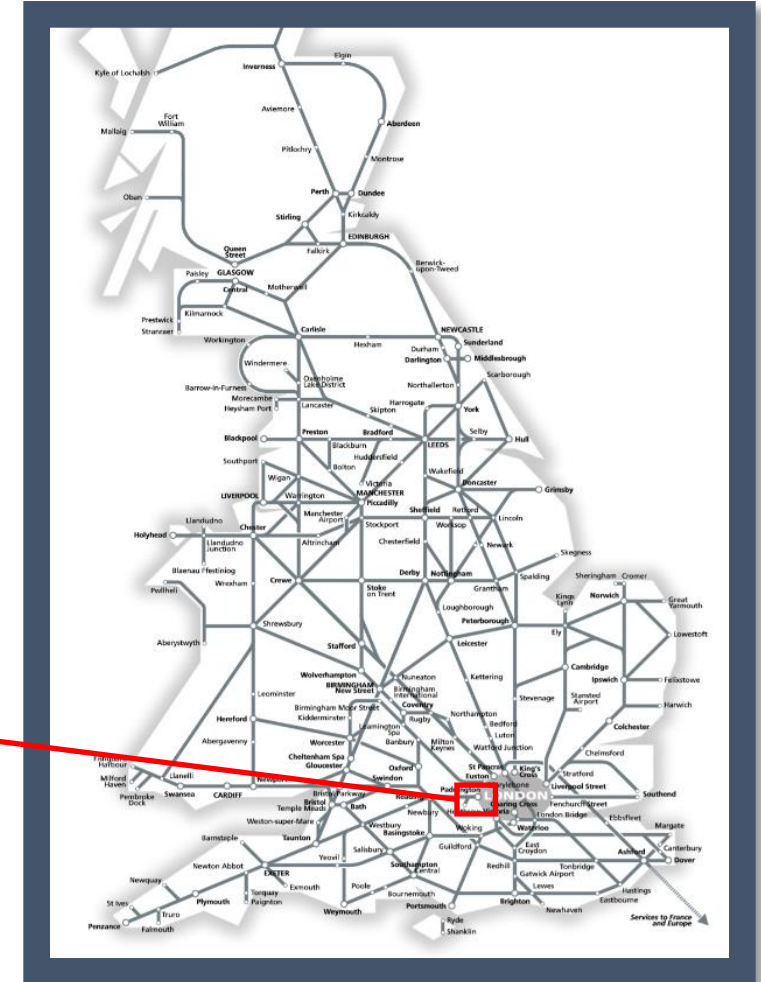 Elgin
Inverness
Kyle of Lochalsh
Aviemore
Fort
William
Aberdeen
Mallaig
Pitlochry
Montrose
Perth
Dundee
Oban
Stirling
Kirkcaldy
EDINBURGH
Queen
Street
Falkirk
Berwick-
upon-Tweed
Paisley
GLASGOW
Central
Motherwell
Prestwick
Kilmarnock
Stranraer
Carlisle
NEWCASTLE
Workington
Hexham
Sunderland
Durham
Darlington
Middlesbrough
Windermere
Scarborough
Oxenholme
Lake District
Barrow-in-Furness
Northallerton
Morecambe
Heysham Port
Lancaster
Harrogate
York
Skipton
Blackpool
Preston
Bradford
Selby
Hull
Blackburn
LEEDS
Huddersfield
Southport
Bolton
Wakefield
Wigan
Victoria
Doncaster
LIVERPOOL
Warrington
MANCHESTER
Piccadilly
Grimsby
Manchester
Airport
Sheffield
Retford
Llandudno
Stockport
Worksop
Lincoln
Holyhead
Chester
Llandudno
Junction
Altrincham
Chesterfield
Newark
Skegness
Blaenau Ffestiniog
Wrexham
Crewe
Stoke
on Trent
Derby
Nottingham
Spalding
Sheringham
Cromer
Pwllheli
Grantham
Kings
Lynn
Norwich
Great
Yarmouth
Loughborough
Aberystwyth
Shrewsbury
Peterborough
Ely
Lowestoft
Stafford
Leicester
Wolverhampton
BIRMINGHAM
New Street
Nuneaton
Birmingham
International
Kettering
Cambridge
Ipswich
Felixstowe
Leominster
Coventry
Stevenage
Stansted
Airport
Harwich
Birmingham Moor Street
Kidderminster
Rugby
Northampton
Hereford
Leamington
Spa
Bedford
Colchester
Abergavenny
Worcester
Banbury
Milton
Keynes
Luton
Watford Junction
Chelmsford
Cheltenham Spa
Gloucester
Oxford
St Pancras
Euston
King's
Cross
Stratford
Harbour
Milford
Haven
Llanelli
Newport
Swindon
Paddington
Liverpool Street
Pembroke
Dock
Swansea
CARDIFF
Bristol Parkway
Reading
LONDON
Southend
Bristol
Temple Meads
Bath
Newbury
Charing Cross
Fenchurch Street
Weston-super-Mare
London Bridge
Ebbsfleet
Westbury
Basingstoke
Woking
Waterloo
Margate
Barnstaple
Taunton
Salisbury
Guildford
East
Croydon
Canterbury
Yeovil
Ashford
Dover
Newton Abbot
EXETER
Southampton
Central
Redhill
Tonbridge
Gatwick Airport
Newquay
Exmouth
Poole
Lewes
Hastings
St Ives
Plymouth
Torquay
Paignton
Bournemouth
Eastbourne
Truro
Weymouth
Portsmouth
Brighton
Newhaven
Penzance
Falmouth
Ryde
Shanklin
Services to France
and Europe